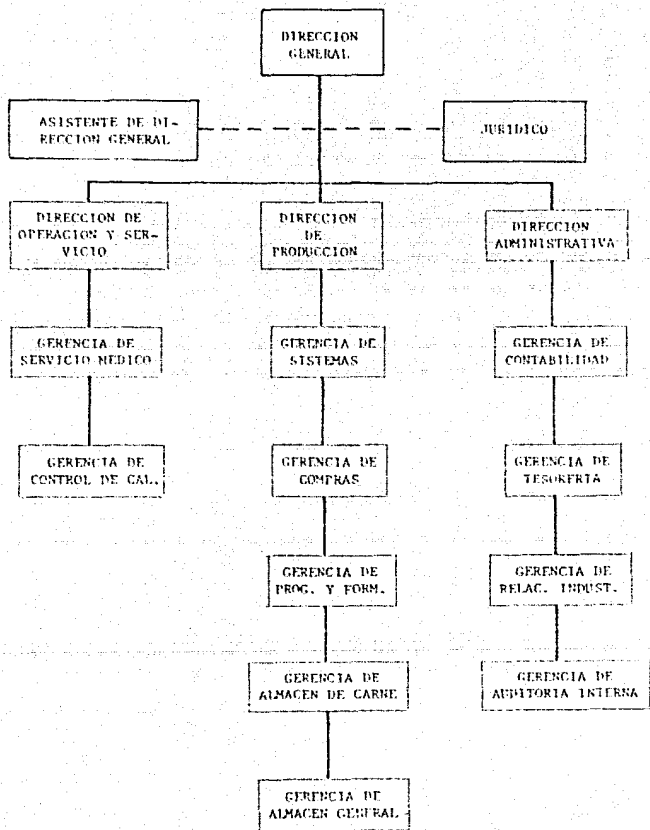 DIRECCION
GENERAL
ASISTENTE DE DI-
RECCION GENERAL
JURIDICO
DIRECCION DE
OPERACION Y SER-
VICIO
DIRECCION
DE
PRODUCCION
DIRECCION
ADMINISTRATIVA
GERENCIA DE
SERVICIO MEDICO
GERENCIA DE
SISTEMAS
GERENCIA DE
CONTABILIDAD
GERENCIA DE
CONTROL DE CAL.
GERENCIA DE
COMPRAS
GERENCIA DE
TESORERIA
GERENCIA DE
PROG. Y FORM.
GERENCIA DE
RELAC. INDUST.
GERENCIA DE
ALMACEN DE CARNE
GERENCIA DE
AUDITORIA INTERNA
GERENCIA DE
ALMACEN GENERAL